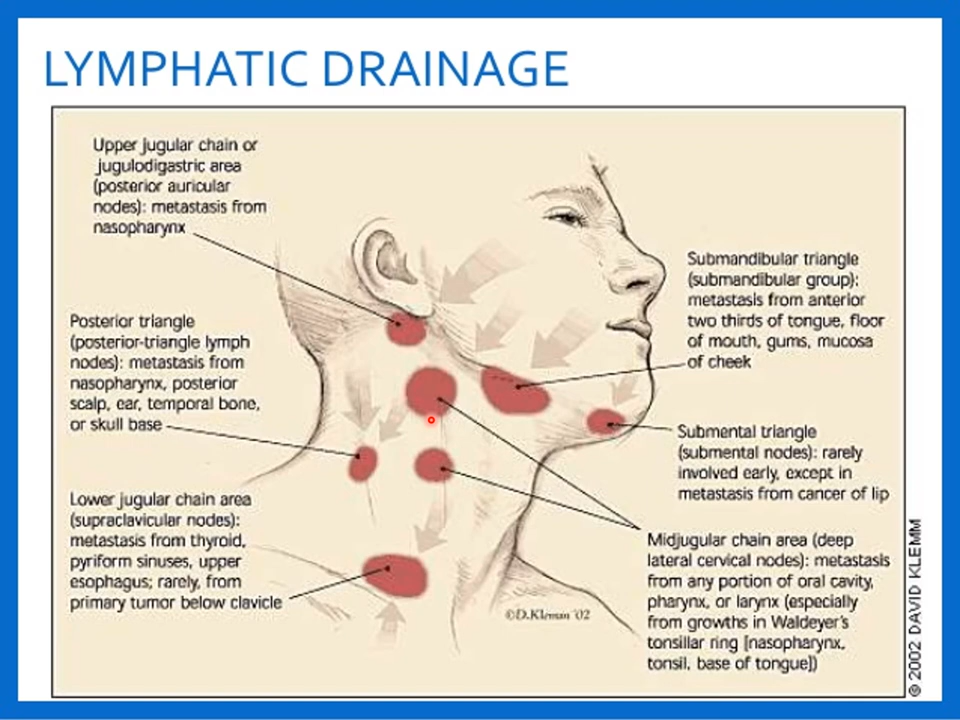 LYMPHATIC DRAINAGE
Upper jugular chain or
jugulodigastric area
(posterior auricular
nodes): metastasis from
nasopharynx
Posterior triangle
(posterior-triangle lymph
nodes): metastasis from
nasopharynx, posterior
scalp, ear, temporal bone,
or skull base
Lower jugular chain area
(supraclavicular nodes):
metastasis from thyroid,
pyriform sinuses, upper
esophagus; rarely, from
primary tumor below clavicle
Submandibular triangle
(submandibular group):
metastasis from anterior
two thirds of tongue, floor
of mouth, gums, mucosa
of cheek
Submental triangle
(submental nodes): rarely
involved early, except in
metastasis from cancer of lip
Midjugular chain area (deep
lateral cervical nodes): metastasis
from any portion of oral cavity,
pharynx, or larynx (especially
from growths in Waldeyer's
tonsillar ring [nasopharynx,
tonsil, base of tongue])
©D.Klemm '02
© 2002 DAVID KLEMM